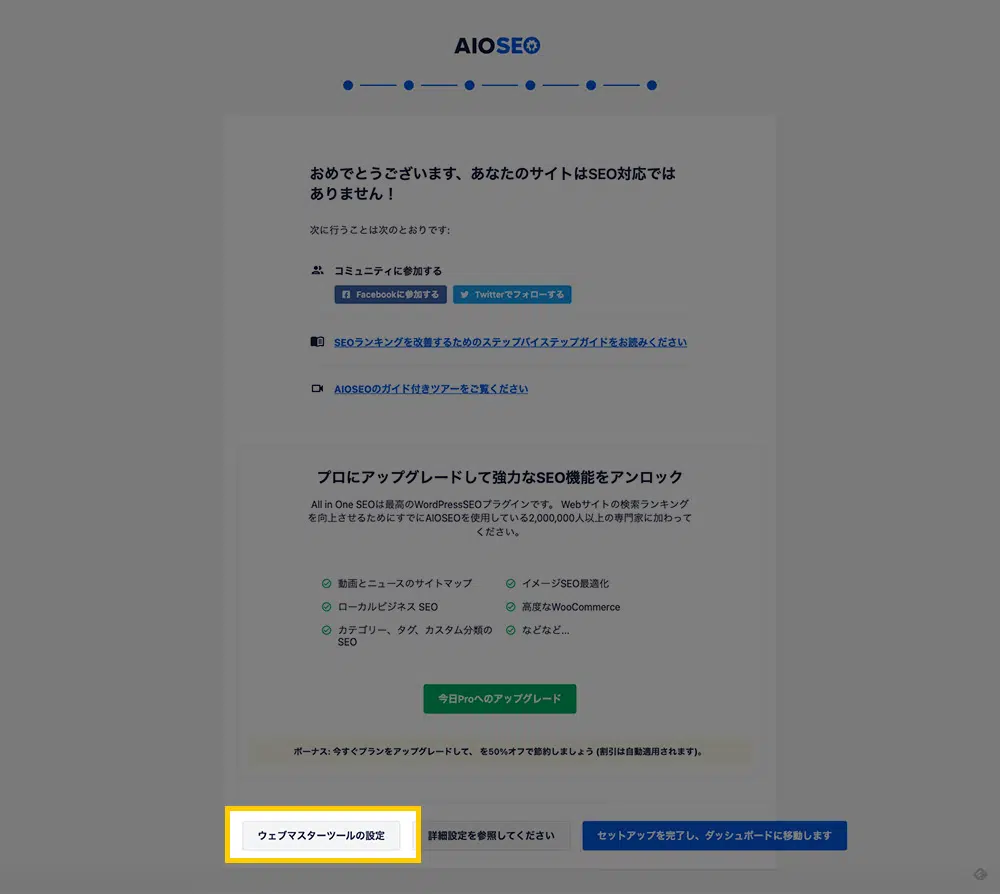 AIOSEO
おめでとうございます、あなたのサイトはSEO対応では
ありません！
次に行うことは次のとおりです:
コミュニティに参加する
Facebookに参加する
Twitterでフォローする
SEOランキングを改善するためのステップバイステップガイドをお読みください
AIOSEOのガイド付きツアーをご覧ください
プロにアップグレードして強力なSEO機能をアンロック
All in One SEOは最高のWordPressSEOプラグインです。 Webサイトの検索ランキング
を向上させるためにすでにAIOSEOを使用している2,000,000人以上の専門家に加わって
ください。
動画とニュースのサイトマップ
イメージSEO最適化
ローカルビジネス SEO
高度なWooCommerce
カテゴリー、タグ、カスタム分類の
SEO
などなど...
今日Proへのアップグレード
ボーナス: 今すぐプランをアップグレードして、 を50%オフで節約しましょう (割引は自動適用されます)。
ウェブマスターツールの設定
詳細設定を参照してください
セットアップを完了し、ダッシュボードに移動します